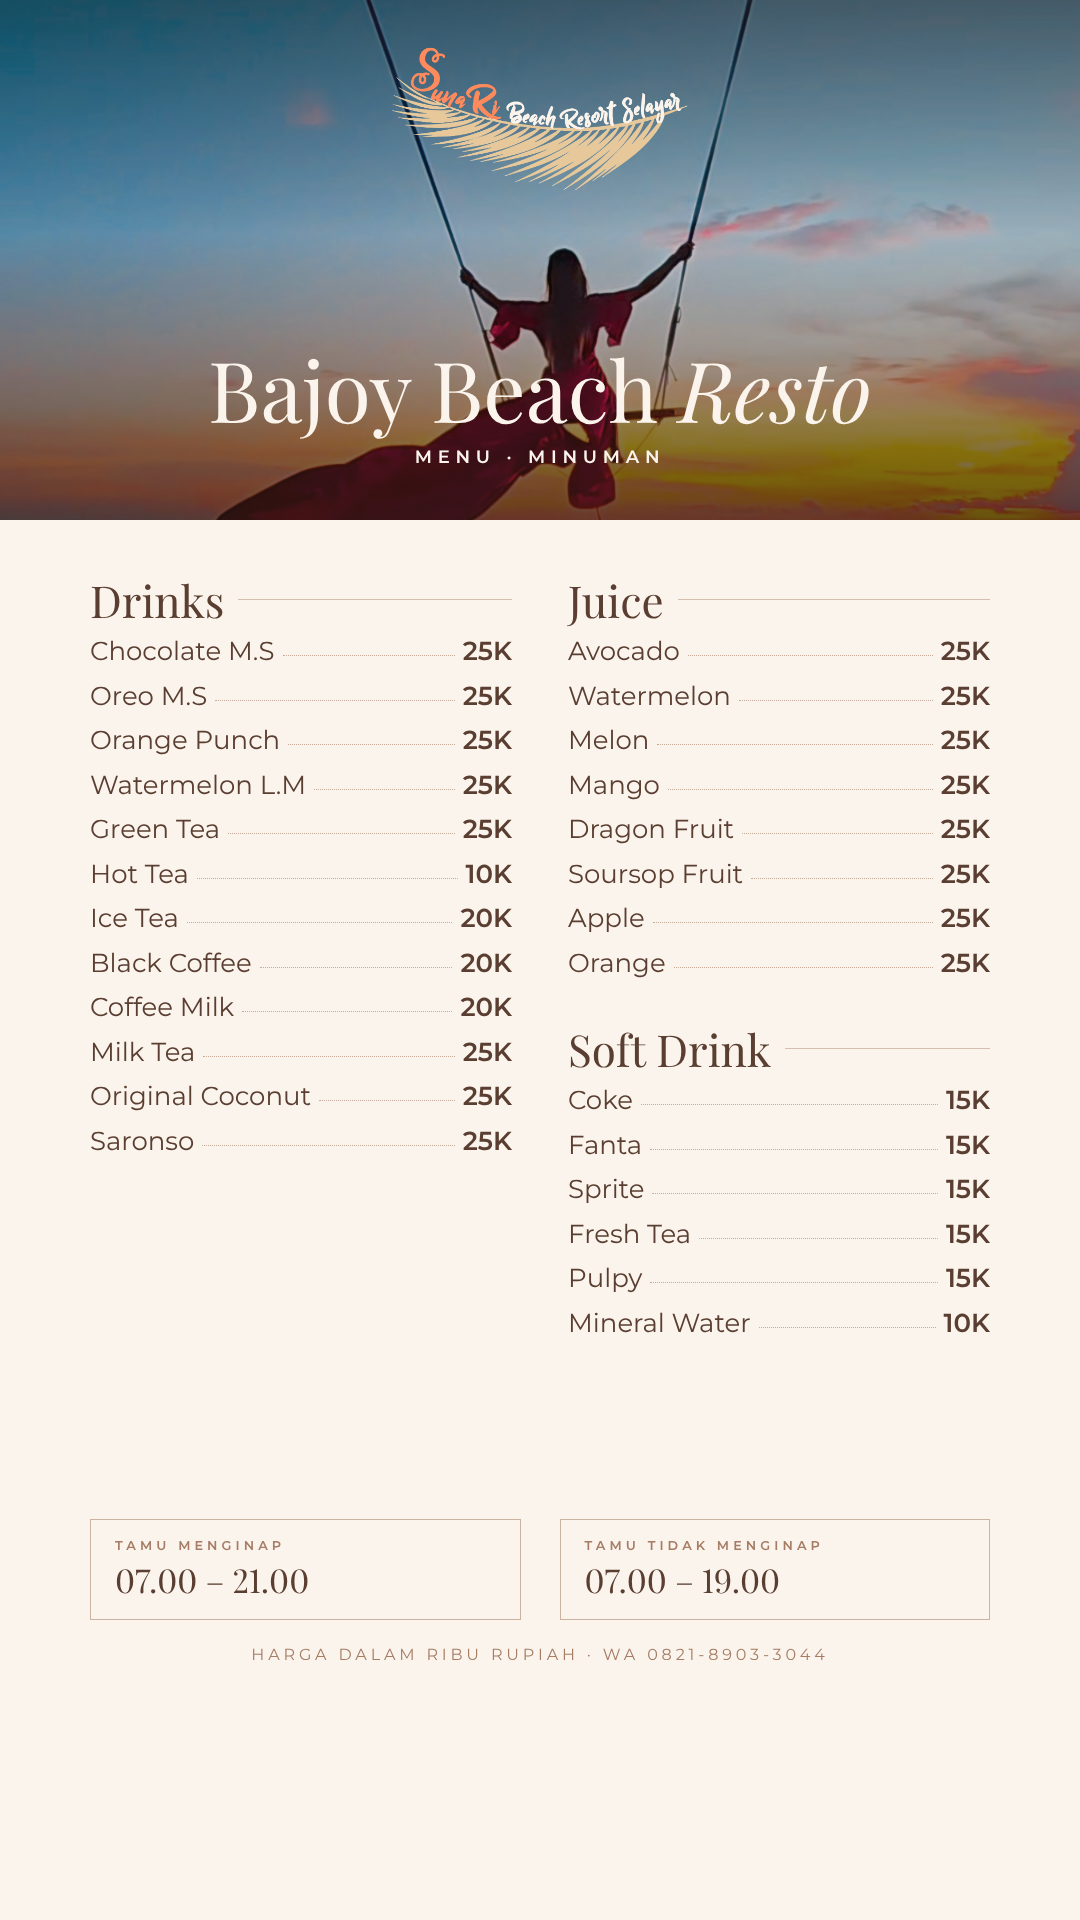 SunaRi Beach Resort Selayar
Bajoy Beach Resto
MENU · MINUMAN
Drinks
Chocolate M.S 25K
Oreo M.S 25K
Orange Punch 25K
Watermelon L.M 25K
Green Tea 25K
Hot Tea 10K
Ice Tea 20K
Black Coffee 20K
Coffee Milk 20K
Milk Tea 25K
Original Coconut 25K
Saronso 25K
Juice
Avocado 25K
Watermelon 25K
Melon 25K
Mango 25K
Dragon Fruit 25K
Soursop Fruit 25K
Apple 25K
Orange 25K
Soft Drink
Coke 15K
Fanta 15K
Sprite 15K
Fresh Tea 15K
Pulpy 15K
Mineral Water 10K
TAMU MENGINAP
07.00 – 21.00
TAMU TIDAK MENGINAP
07.00 – 19.00
HARGA DALAM RIBU RUPIAH · WA 0821-8903-3044